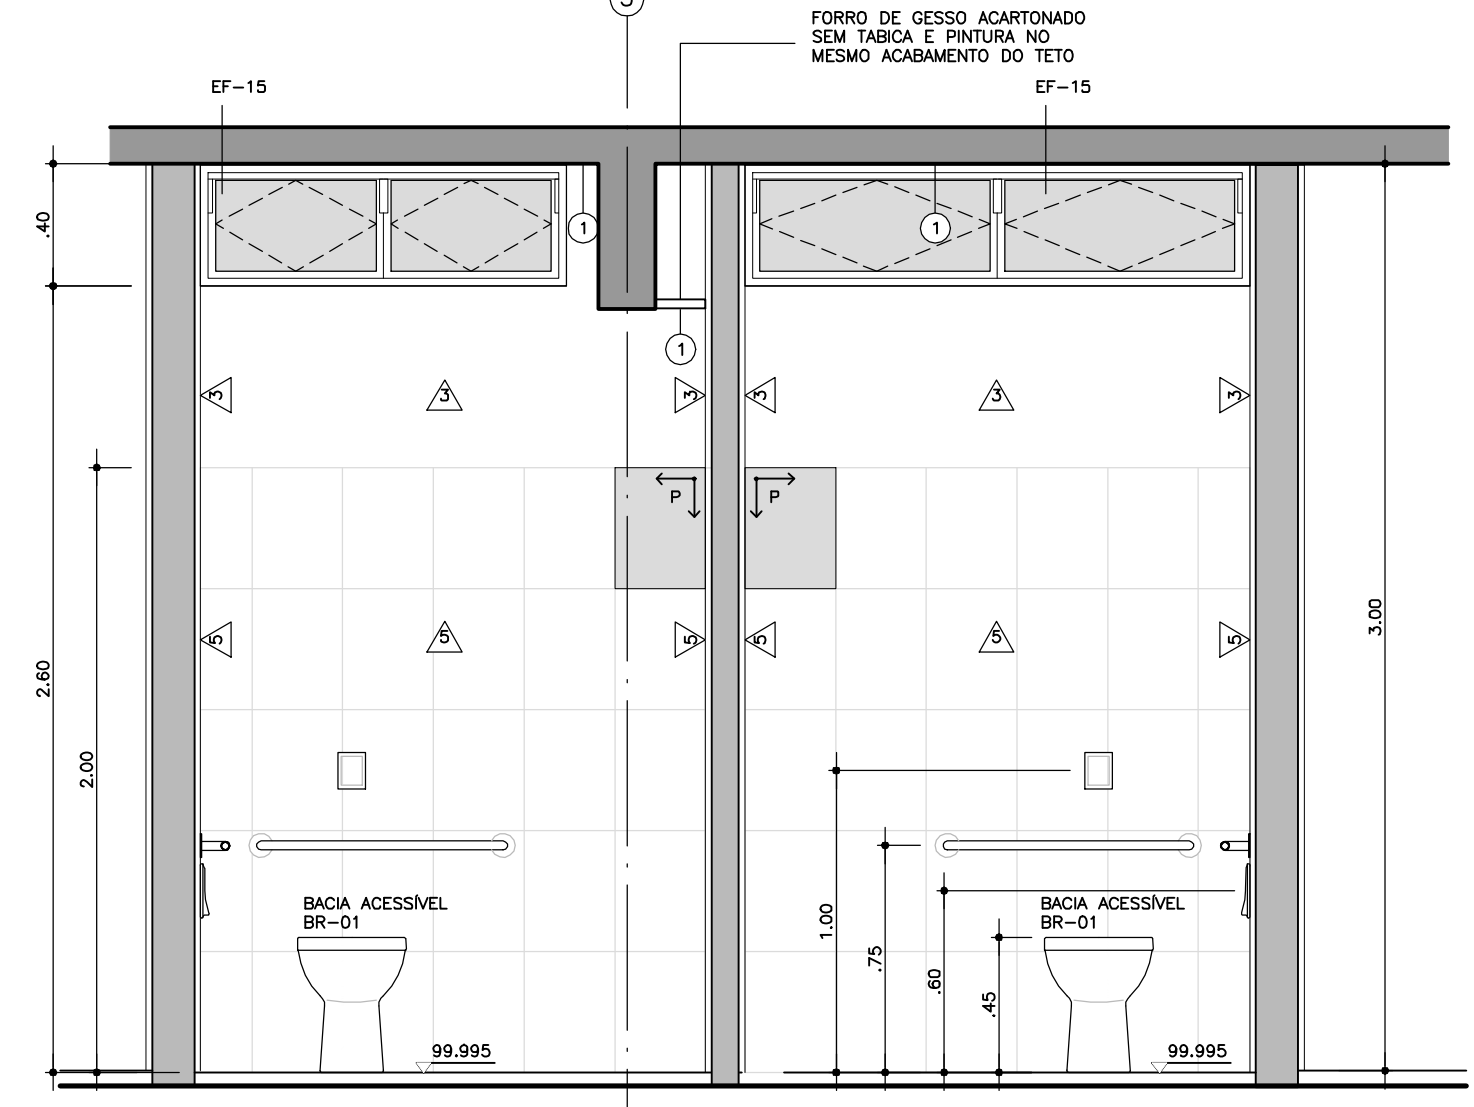 FORRO DE GESSO ACARTONADO
SEM TABICA E PINTURA NO
MESMO ACABAMENTO DO TETO
EF-15
EF-15
.40
1
1
1
3
3
3
3
3
3
P
P
2.60
2.00
3.00
5
5
5
5
5
5
BACIA ACESSÍVEL
BR-01
BACIA ACESSÍVEL
BR-01
1.00
.75
.60
.45
99.995
99.995